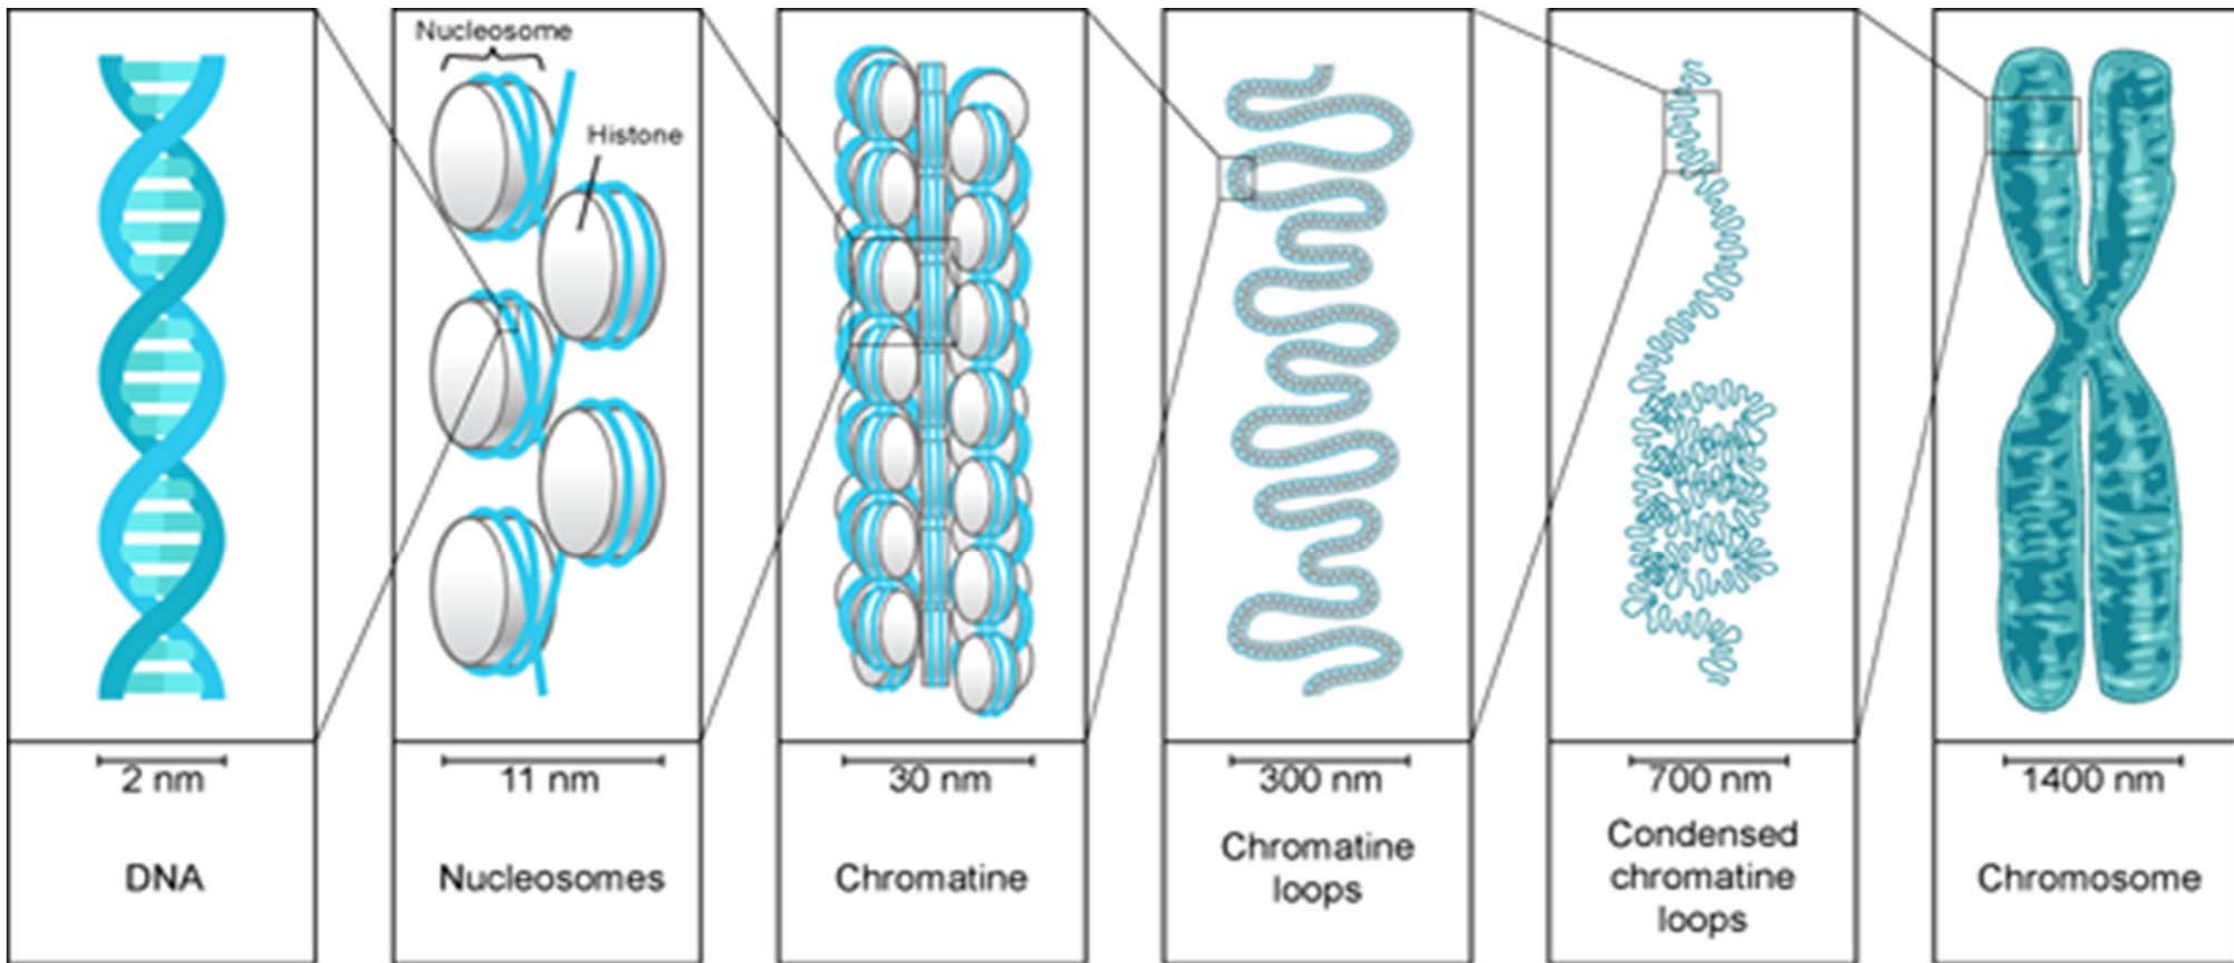 Nucleosome
Histone
2 nm
11 nm
30 nm
300 nm
700 nm
1400 nm
DNA
Nucleosomes
Chromatine
Chromatine
loops
Condensed
chromatine
loops
Chromosome